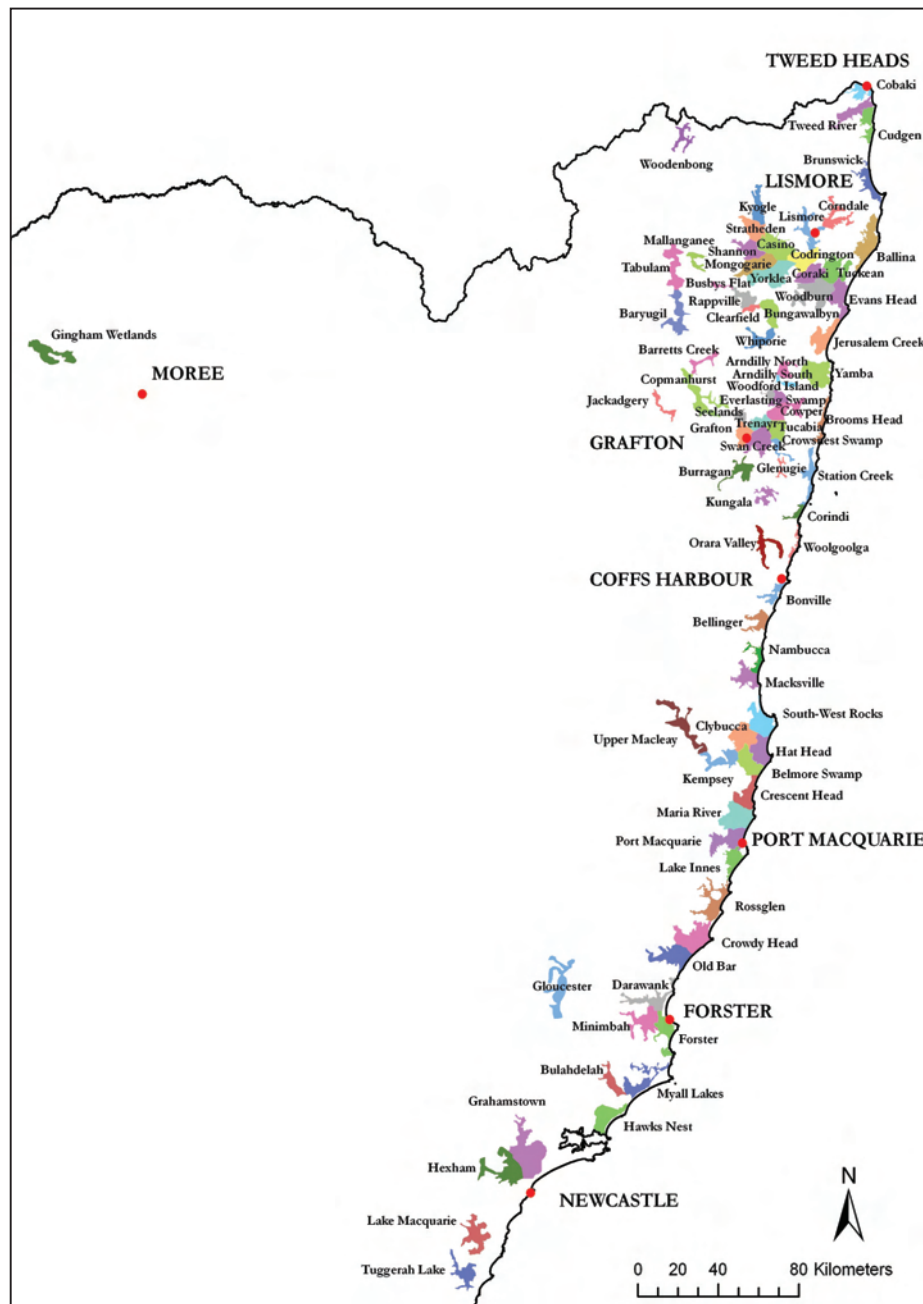 TWEED HEADS
Cobaki
Tweed River
Cudgen
Woodenbong
Brunswick
LISMORE
Kyogle
Lismore
Corndale
Stratheden
Mallanganee
Shannon
Casino
Codrington
Ballina
Tabulam
Mongogarie
Yorklea
Coraki
Tuckean
Busbys Flat
Rappville
Woodburn
Evans Head
Baryugil
Clearfield
Bungawalbyn
Gingham Wetlands
Whiporie
Jerusalem Creek
Barretts Creek
MOREE
Arndilly North
Copmanhurst
Arndilly South
Yamba
Woodford Island
Jackadgery
Everlasting Swamp
Seelands
Cowper
Brooms Head
Grafton
Trenayr
Tucabia
GRAFTON
Swan Creek
Crowsnest Swamp
Burragan
Glenugie
Station Creek
Kungala
Corindi
Orara Valley
Woolgoolga
COFFS HARBOUR
Bonville
Bellinger
Nambucca
Macksville
South-West Rocks
Clybucca
Upper Macleay
Hat Head
Kempsey
Belmore Swamp
Crescent Head
Maria River
Port Macquarie
PORT MACQUARIE
Lake Innes
Rossglen
Crowdy Head
Old Bar
Gloucester
Darawank
FORSTER
Minimbah
Forster
Bulahdelah
Myall Lakes
Grahamstown
Hawks Nest
Hexham
N
NEWCASTLE
Lake Macquarie
Tuggerah Lake
0 20 40 80 Kilometers